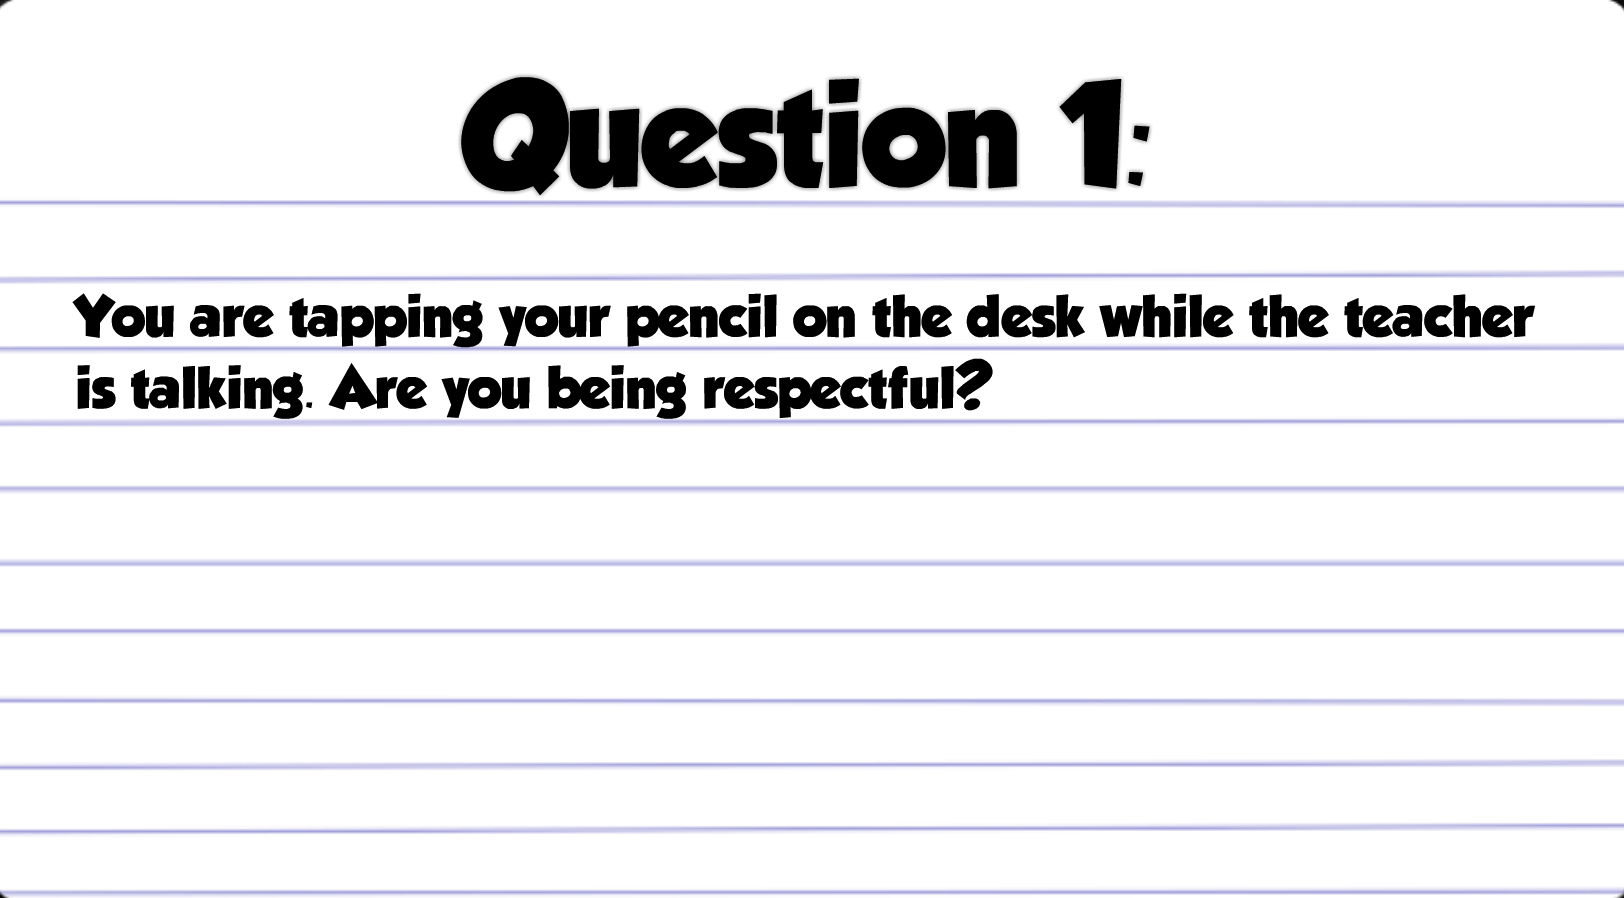 Question 1:
You are tapping your pencil on the desk while the teacher
is talking. Are you being respectful?